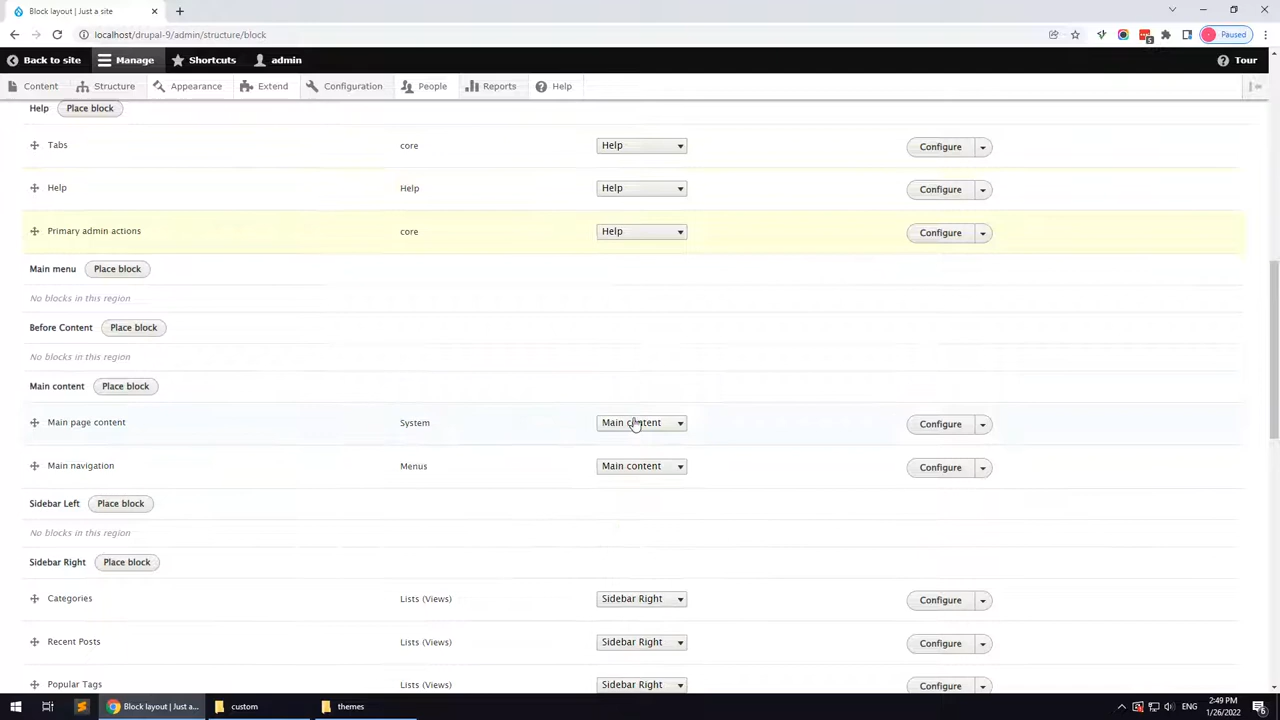 Block layout | Just a site
localhost/drupal-9/admin/structure/block
5
Paused
Back to site
Manage
Shortcuts
admin
Tour
Content
Structure
Appearance
Extend
Configuration
People
Reports
Help
Help
Place block
Tabs
core
Help
Configure
Help
Help
Help
Configure
Primary admin actions
core
Help
Configure
Main menu
Place block
No blocks in this region
Before Content
Place block
No blocks in this region
Main content
Place block
Main page content
System
Main content
Configure
Main navigation
Menus
Main content
Configure
Sidebar Left
Place block
No blocks in this region
Sidebar Right
Place block
Categories
Lists (Views)
Sidebar Right
Configure
Recent Posts
Lists (Views)
Sidebar Right
Configure
Popular Tags
Lists (Views)
Sidebar Right
Configure
Block layout | Just a...
custom
themes
ENG
2:49 PM
1/26/2022
6